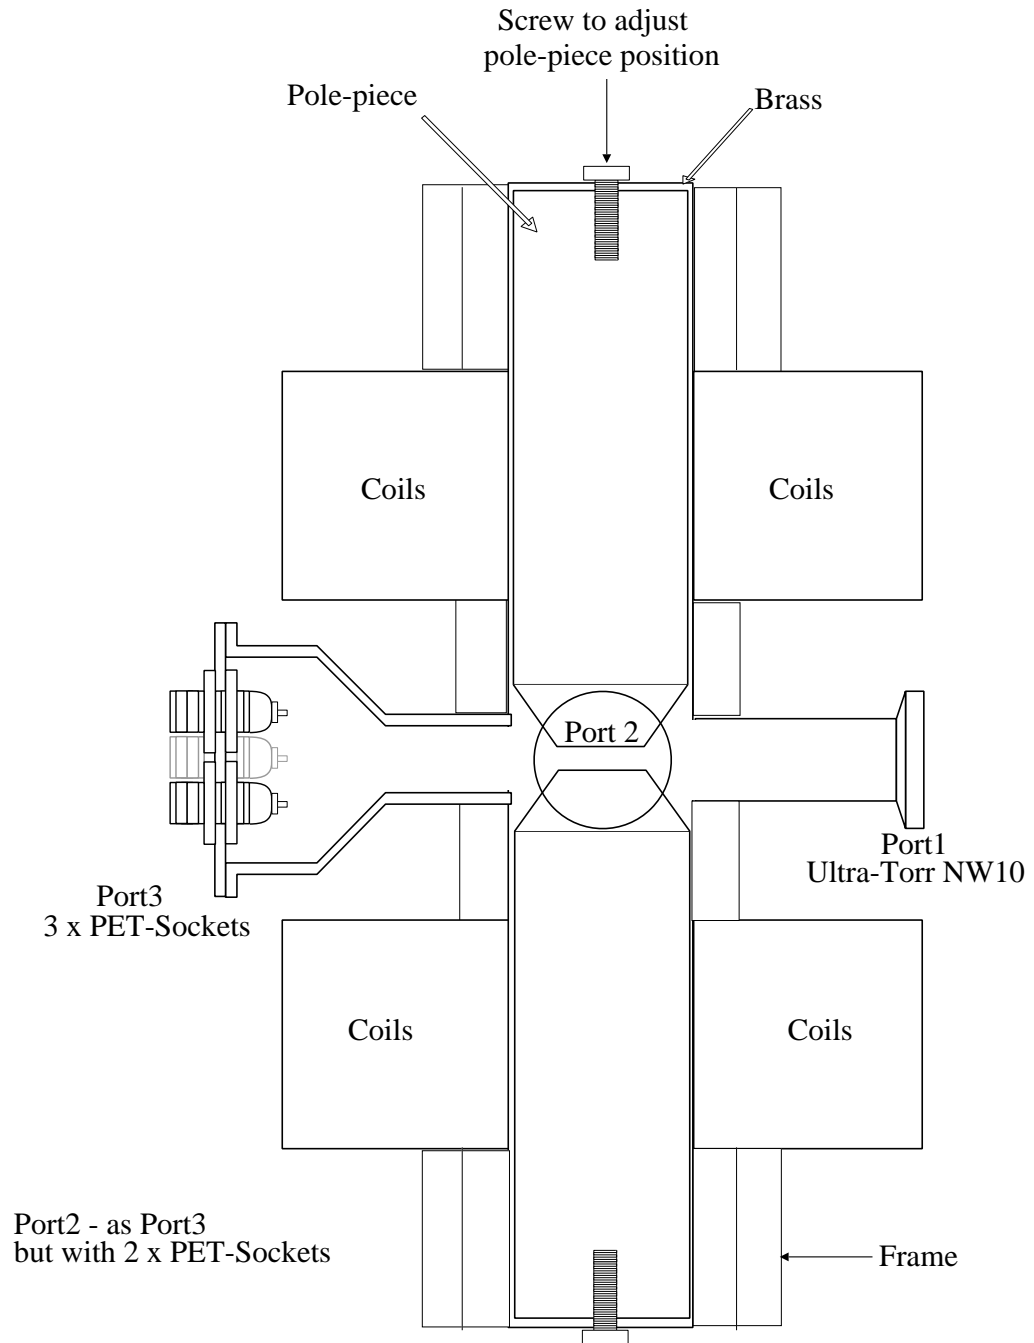 Screw to adjust
pole-piece position
Pole-piece
Brass
Coils
Coils
Port 2
Port1
Ultra-Torr NW10
Port3
3 x PET-Sockets
Coils
Coils
Port2 - as Port3
but with 2 x PET-Sockets
Frame